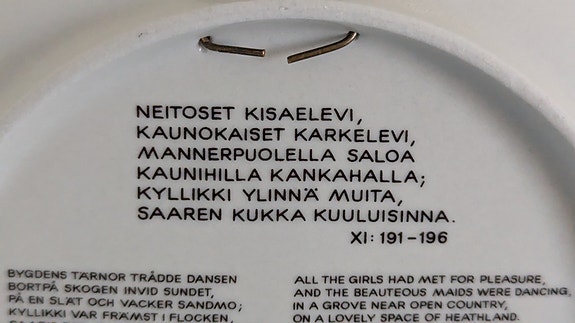 NEITOSET KISAELEVI,
KAUNOKAISET KARKELEVI,
MANNERPUOLELLA SALOA
KAUNIHILLA KANKAHALLA;
KYLLIKKI YLINNÄ MUITA,
SAAREN KUKKA KUULUISINNA.
XI: 191-196
BYGDENS TÄRNOR TRÅDDE DANSEN
BORTPÅ SKOGEN INVID SUNDET,
PÅ EN SLÄT OCH VACKER SANDMO;
KYLLIKKI VAR FRÄMST I FLOCKEN,
ALL THE GIRLS HAD MET FOR PLEASURE,
AND THE BEAUTEOUS MAIDS WERE DANCING,
IN A GROVE NEAR OPEN COUNTRY,
ON A LOVELY SPACE OF HEATHLAND.